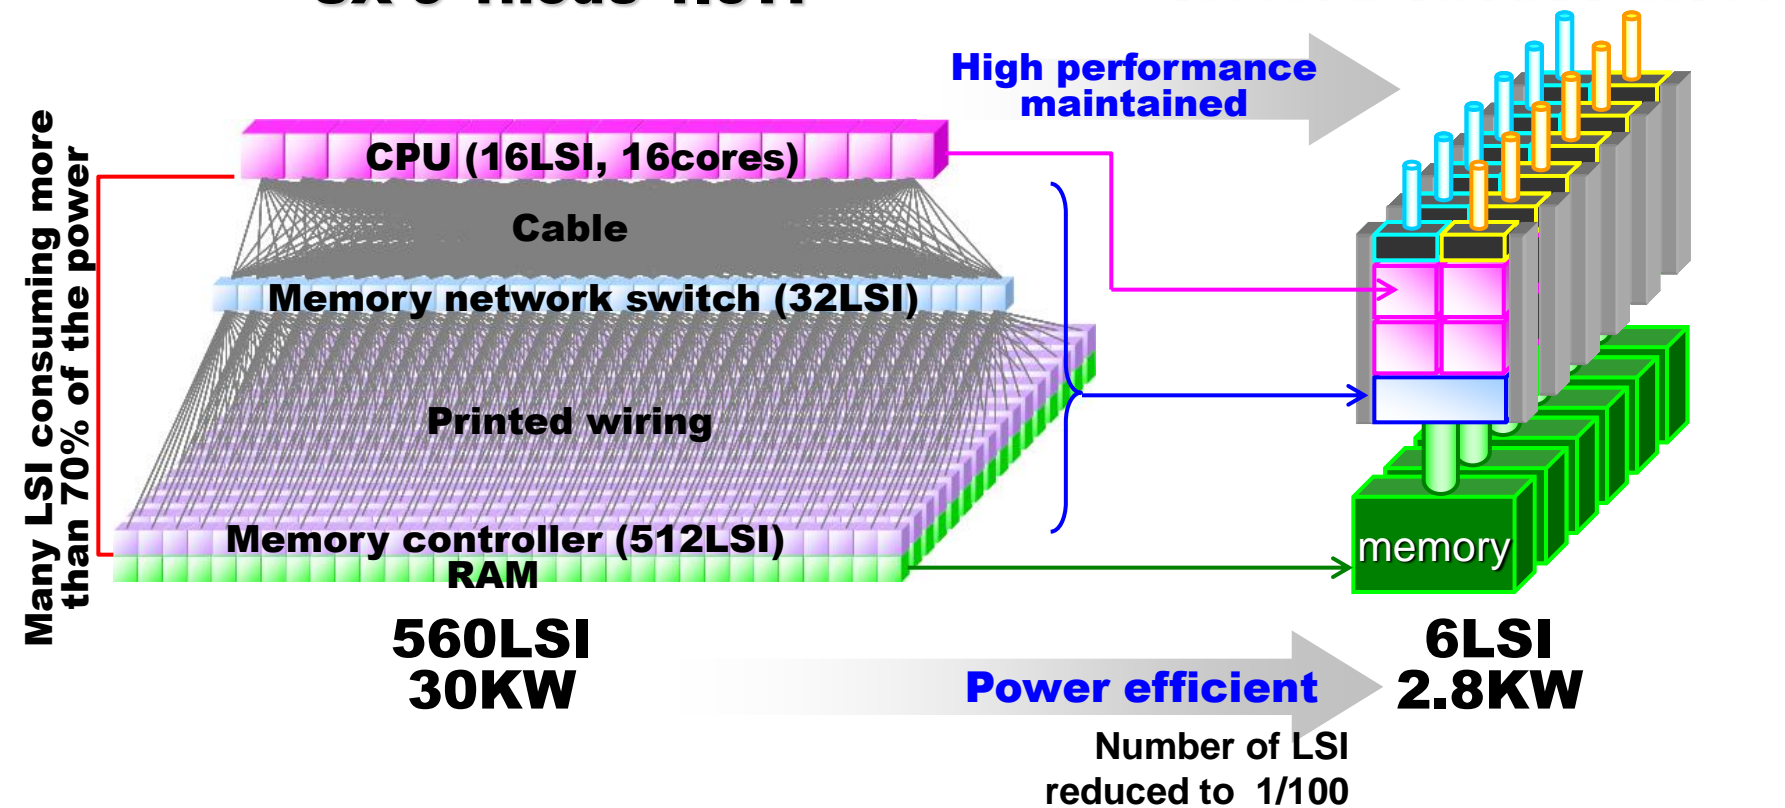 High performance
maintained
Many LSI consuming more
than 70% of the power
CPU (16LSI, 16cores)
Cable
Memory network switch (32LSI)
Printed wiring
Memory controller (512LSI)
RAM
memory
560LSI
30KW
Power efficient
6LSI
2.8KW
Number of LSI
reduced to 1/100